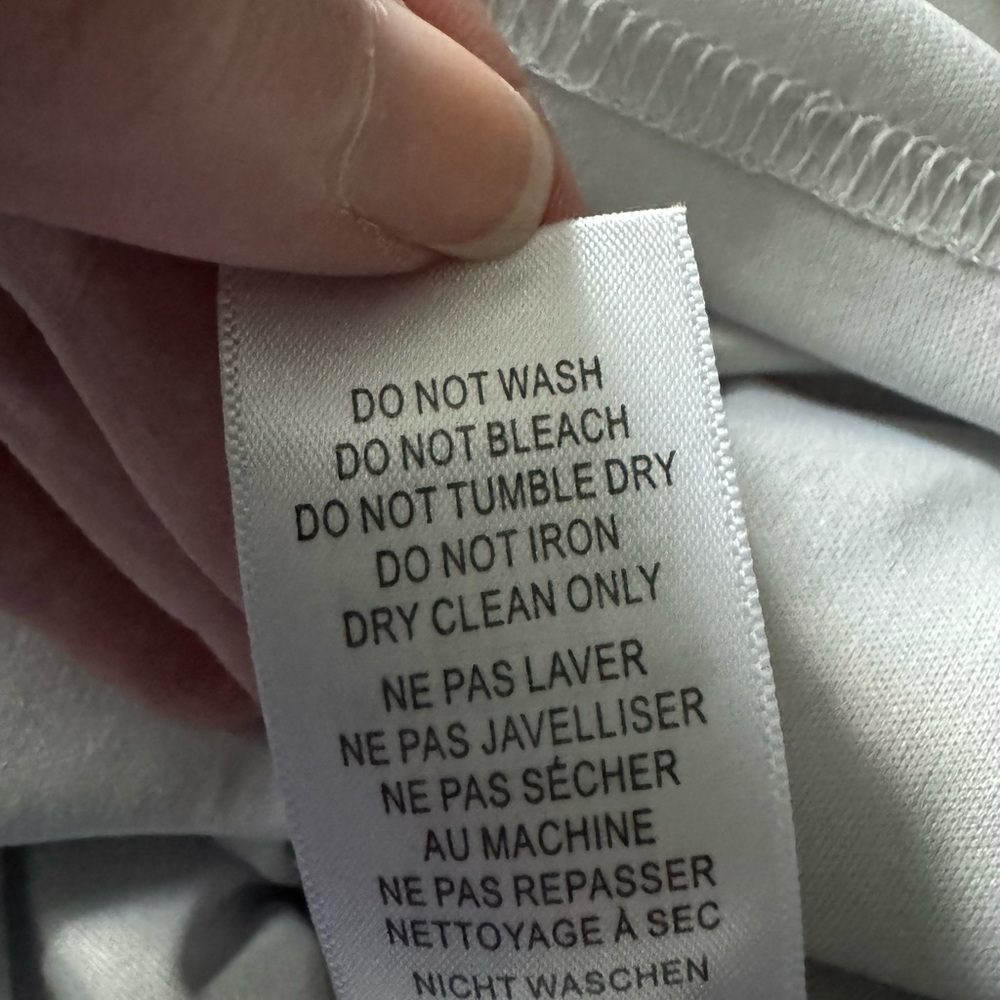 DO NOT WASH
DO NOT BLEACH
DO NOT TUMBLE DRY
DO NOT IRON
DRY CLEAN ONLY
NE PAS LAVER
NE PAS JAVELLISER
NE PAS SÉCHER
AU MACHINE
NE PAS REPASSER
NETTOYAGE À SEC
NICHT WASCHEN